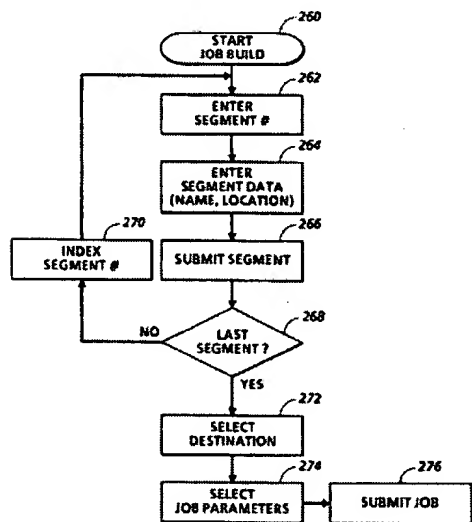 260
START
JOB BUILD
262
ENTER
SEGMENT #
264
ENTER
SEGMENT DATA
(NAME, LOCATION)
270
INDEX
SEGMENT #
266
SUBMIT SEGMENT
268
NO
LAST
SEGMENT ?
YES
272
SELECT
DESTINATION
274
SELECT
JOB PARAMETERS
276
SUBMIT JOB